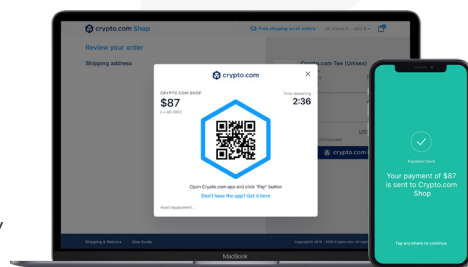 crypto.com Shop
Free shipping on all orders
Review your order
Shipping address
Crypto.com Tee (Unisex)
crypto.com
CRYPTO COM SHOP
$87
Time remaining
2:36
Open Crypto.com app and click "Pay" button
Don't have the app? Get it here
Awaiting payment...
crypto.com
Shipping & Returns
Size Guide
MacBook
Payment Sent
Your payment of $87
is sent to Crypto.com
Shop
Tap anywhere to continue
y